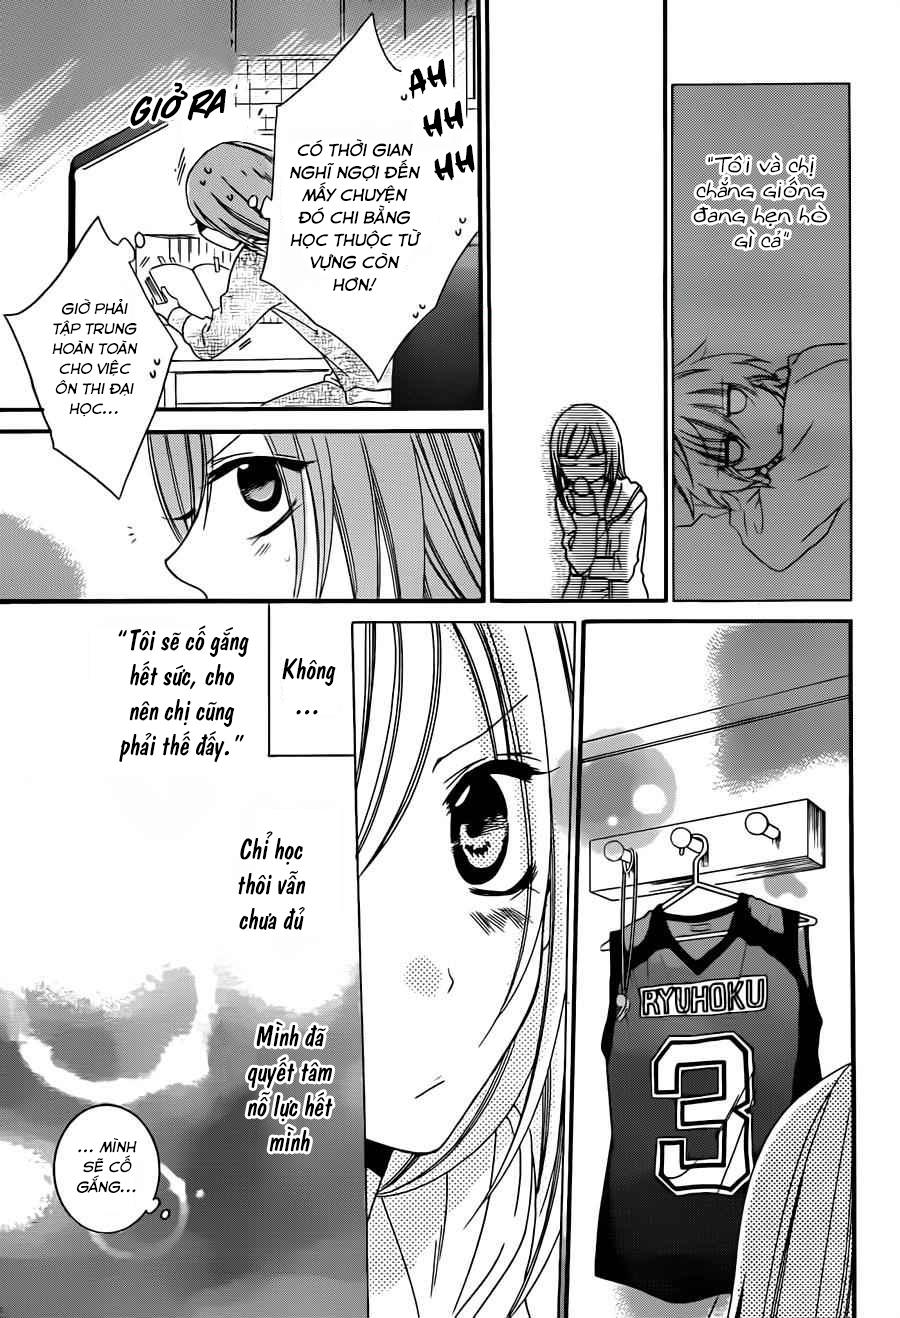 "Tôi và chị
chẳng giống
đang hẹn hò
gì cả"
AH
HH
HH
CÓ THỜI GIAN
NGHĨ NGỢI ĐẾN
MẤY CHUYỆN
ĐÓ CHI BẰNG
HỌC THUỘC TỪ
VỰNG CÒN
HƠN!
GIỞ RA
GIỜ PHẢI
TẬP TRUNG
HOÀN TOÀN
CHO VIỆC
ÔN THI ĐẠI
HỌC...
RYUHOKU
3
Không
...
"Tôi sẽ cố gắng
hết sức, cho
nên chị cũng
phải thế đấy."
Chỉ học
thôi vẫn
chưa đủ
Mình đã
quyết tâm
nỗ lực hết
mình
... MÌNH
SẼ CỐ
GẮNG...